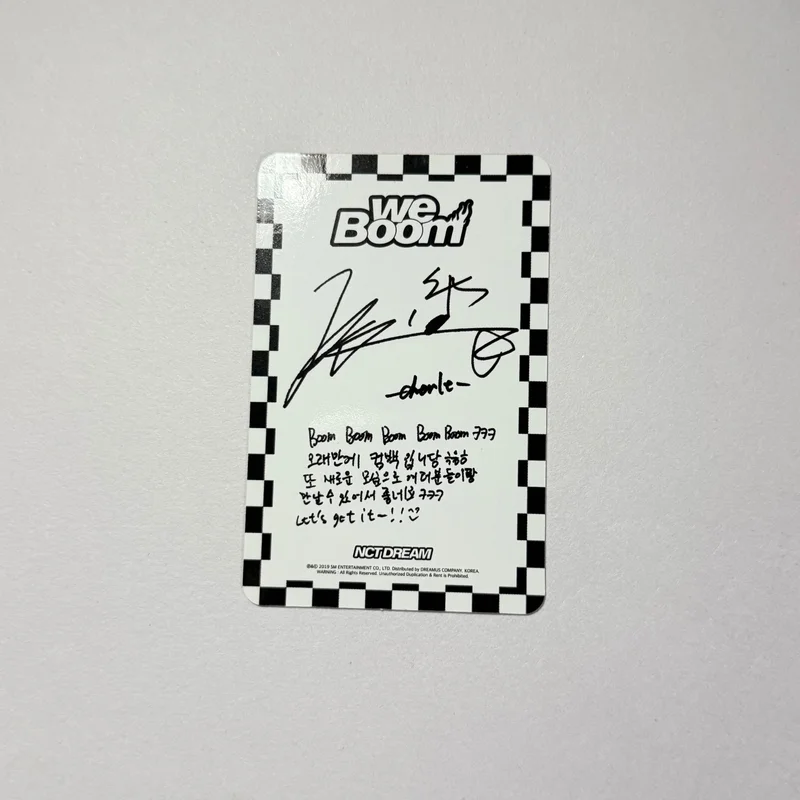 we
Boom
-chenle-
Boom Boom Boom Boom Boom ㅋㅋㅋ
오래만에 컴백 입니당 ㅎㅎㅎ
또 새로운 모습으로 여러분들이랑
만날 수 있어서 좋네요 ㅋㅋㅋ
Let's get it~!!
NCT DREAM
℗&© 2019 SM ENTERTAINMENT CO., LTD. Distributed by DREAMUS COMPANY. KOREA.
WARNING : All Rights Reserved. Unauthorized Duplication & Rent is Prohibited.